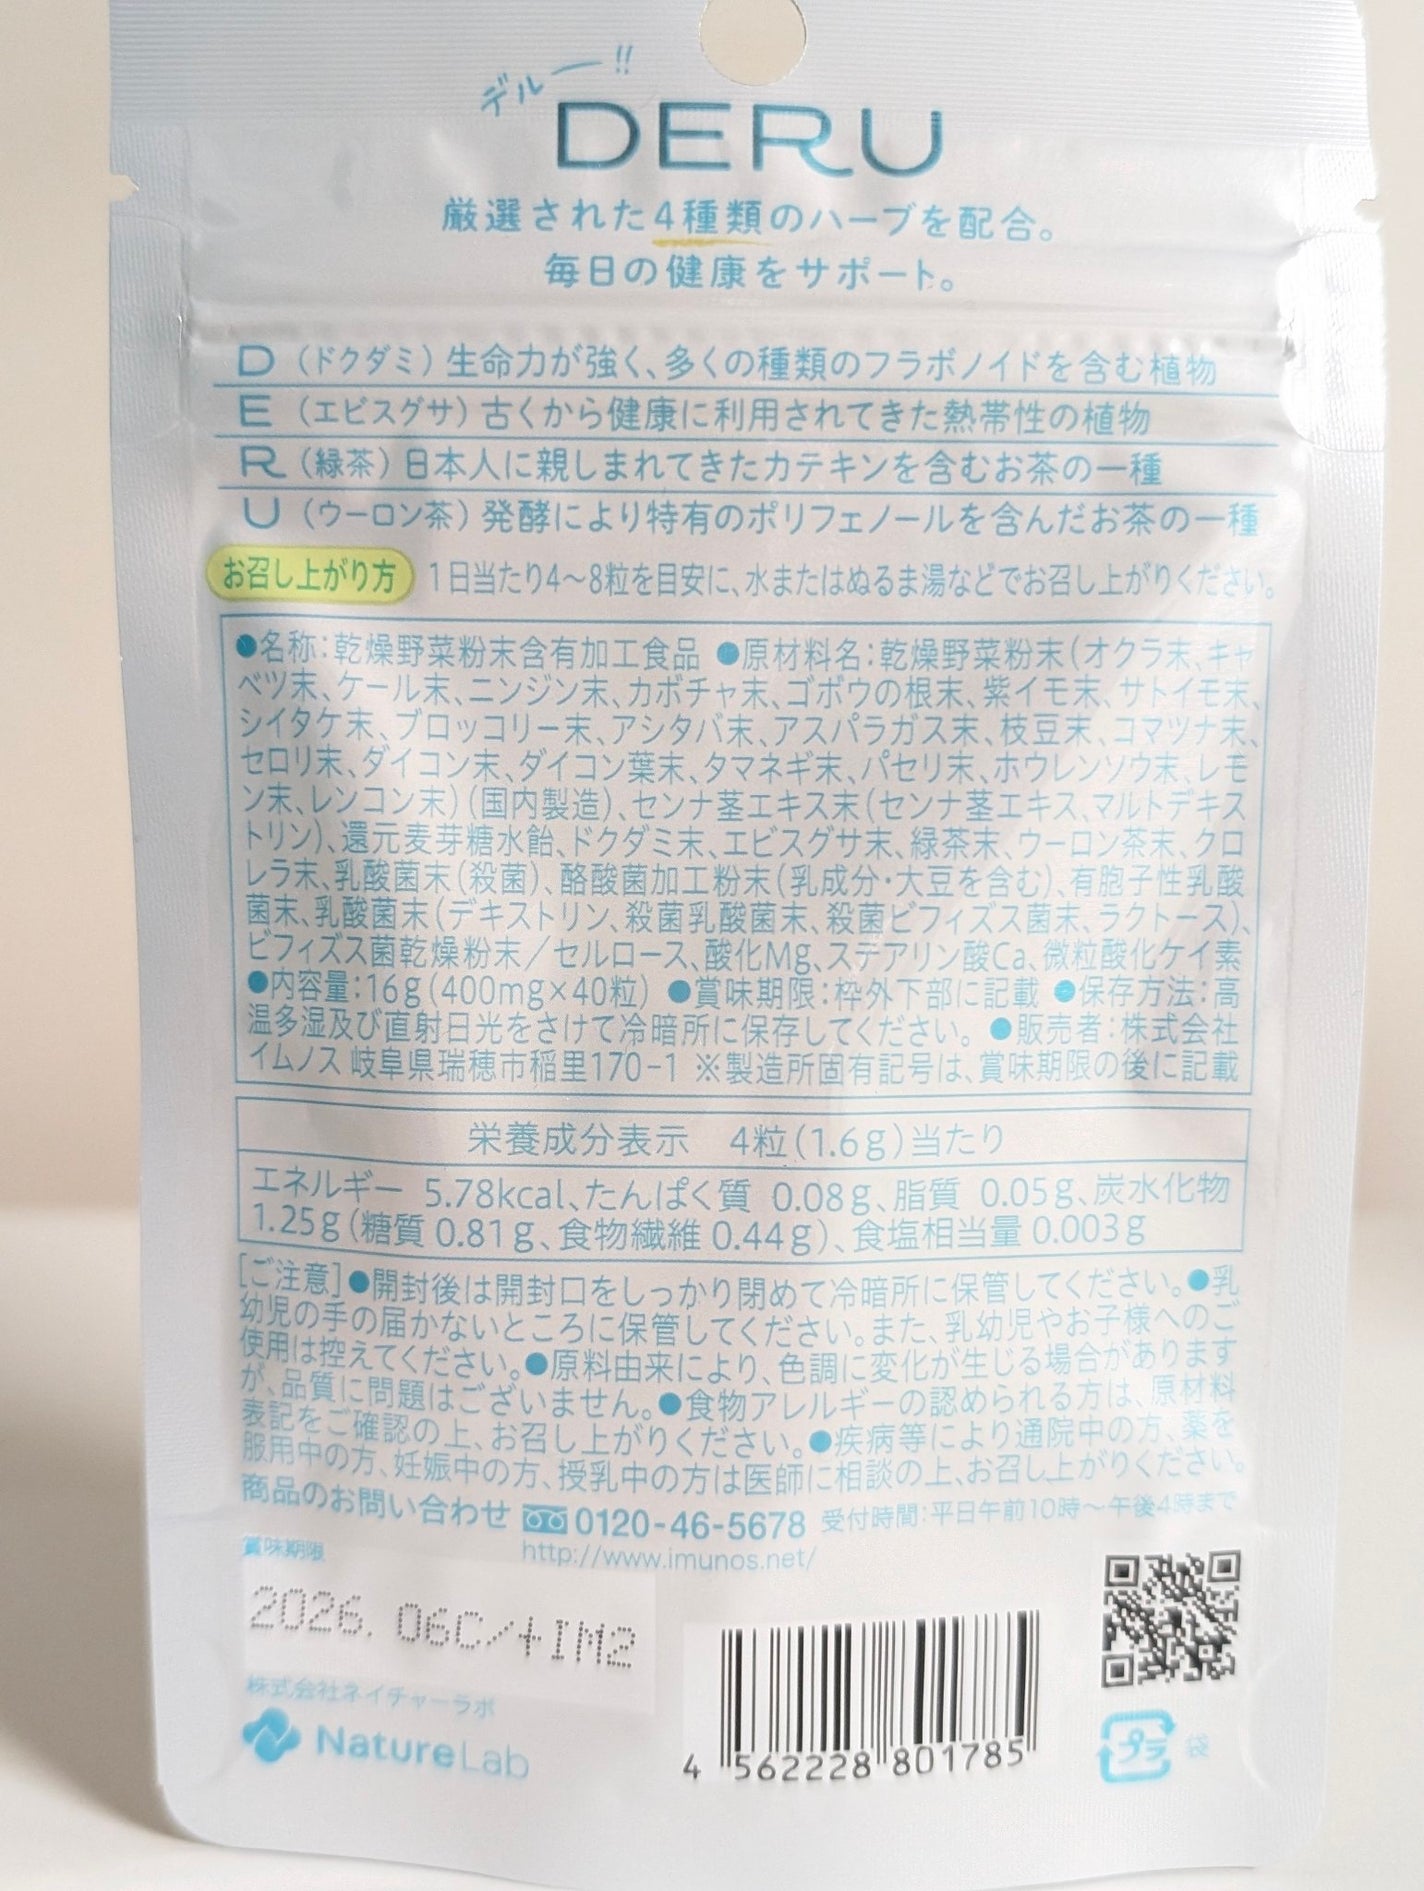 デルー!!
DERU
厳選された4種類のハーブを配合。
毎日の健康をサポート。
D（ドクダミ）生命力が強く、多くの種類のフラボノイドを含む植物
E（エビスグサ）古くから健康に利用されてきた熱帯性の植物
R（緑茶）日本人に親しまれてきたカテキンを含むお茶の一種
U（ウーロン茶）発酵により特有のポリフェノールを含んだお茶の一種
お召し上がり方 1日当たり4〜8粒を目安に、水またはぬるま湯などでお召し上がりください。
●名称：乾燥野菜粉末含有加工食品 ●原材料名：乾燥野菜粉末（オクラ末、キャ
ベツ末、ケール末、ニンジン末、カボチャ末、ゴボウの根末、紫イモ末、サトイモ末、
シイタケ末、ブロッコリー末、アシタバ末、アスパラガス末、枝豆末、コマツナ末、
セロリ末、ダイコン末、ダイコン葉末、タマネギ末、パセリ末、ホウレンソウ末、レモ
ン末、レンコン末）（国内製造）、センナ茎エキス末（センナ茎エキス、マルトデキス
トリン）、還元麦芽糖水飴、ドクダミ末、エビスグサ末、緑茶末、ウーロン茶末、クロ
レラ末、乳酸菌末（殺菌）、酪酸菌加工粉末（乳成分・大豆を含む）、有胞子性乳酸
菌末、乳酸菌末（デキストリン、殺菌乳酸菌末、殺菌ビフィズス菌末、ラクトース）、
ビフィズス菌乾燥粉末／セルロース、酸化Mg、ステアリン酸Ca、微粒酸化ケイ素
●内容量：16g（400mg×40粒） ●賞味期限：枠外下部に記載 ●保存方法：高
温多湿及び直射日光をさけて冷暗所に保存してください。 ●販売者：株式会社
イムノス 岐阜県瑞穂市稲里170-1 ※製造所固有記号は、賞味期限の後に記載
栄養成分表示 4粒（1.6g）当たり
エネルギー 5.78kcal、たんぱく質 0.08g、脂質 0.05g、炭水化物
1.25g（糖質 0.81g、食物繊維 0.44g）、食塩相当量 0.003g
［ご注意］●開封後は開封口をしっかり閉めて冷暗所に保管してください。●乳
幼児の手の届かないところに保管してください。また、乳幼児やお子様へのご
使用は控えてください。●原料由来により、色調に変化が生じる場合があります
が、品質に問題はございません。●食物アレルギーの認められる方は、原材料
表記をご確認の上、お召し上がりください。●疾病等により通院中の方、薬を
服用中の方、妊娠中の方、授乳中の方は医師に相談の上、お召し上がりください。
商品のお問い合わせ 0120-46-5678 受付時間：平日午前10時〜午後4時まで
http://www.imunos.net/
賞味期限
2026. 06C/+IM2
株式会社ネイチャーラボ
NatureLab
4 562228 801785
プラ 袋